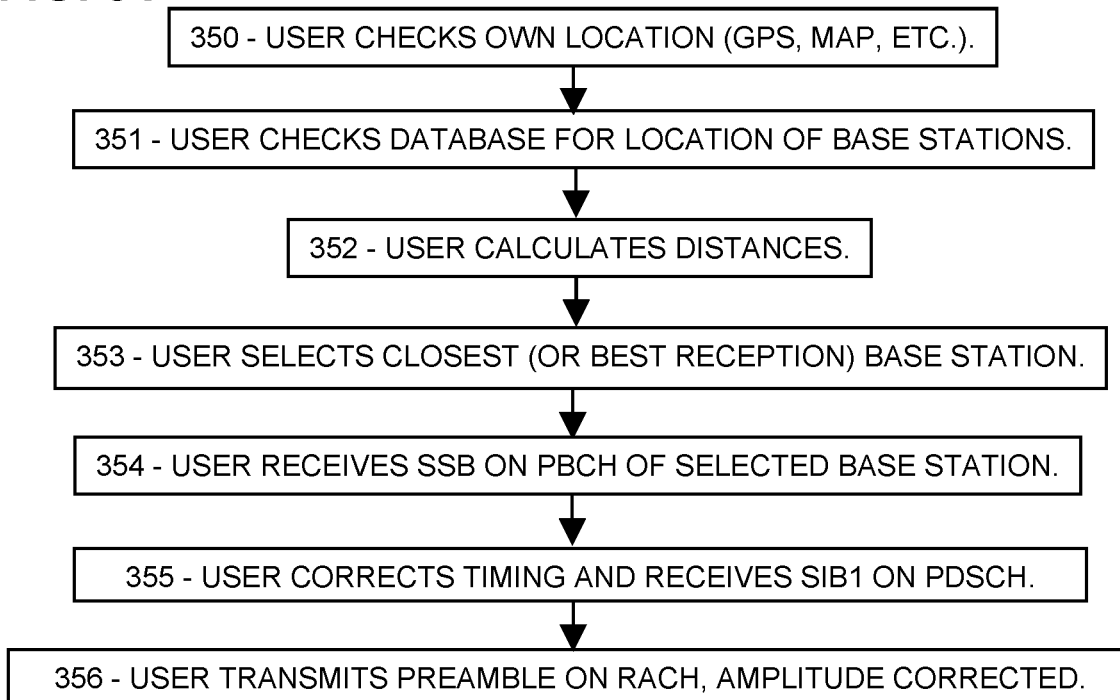 350 - USER CHECKS OWN LOCATION (GPS, MAP, ETC.).
351 - USER CHECKS DATABASE FOR LOCATION OF BASE STATIONS.
352 - USER CALCULATES DISTANCES.
353 - USER SELECTS CLOSEST (OR BEST RECEPTION) BASE STATION.
354 - USER RECEIVES SSB ON PBCH OF SELECTED BASE STATION.
355 - USER CORRECTS TIMING AND RECEIVES SIB1 ON PDSCH.
356 - USER TRANSMITS PREAMBLE ON RACH, AMPLITUDE CORRECTED.